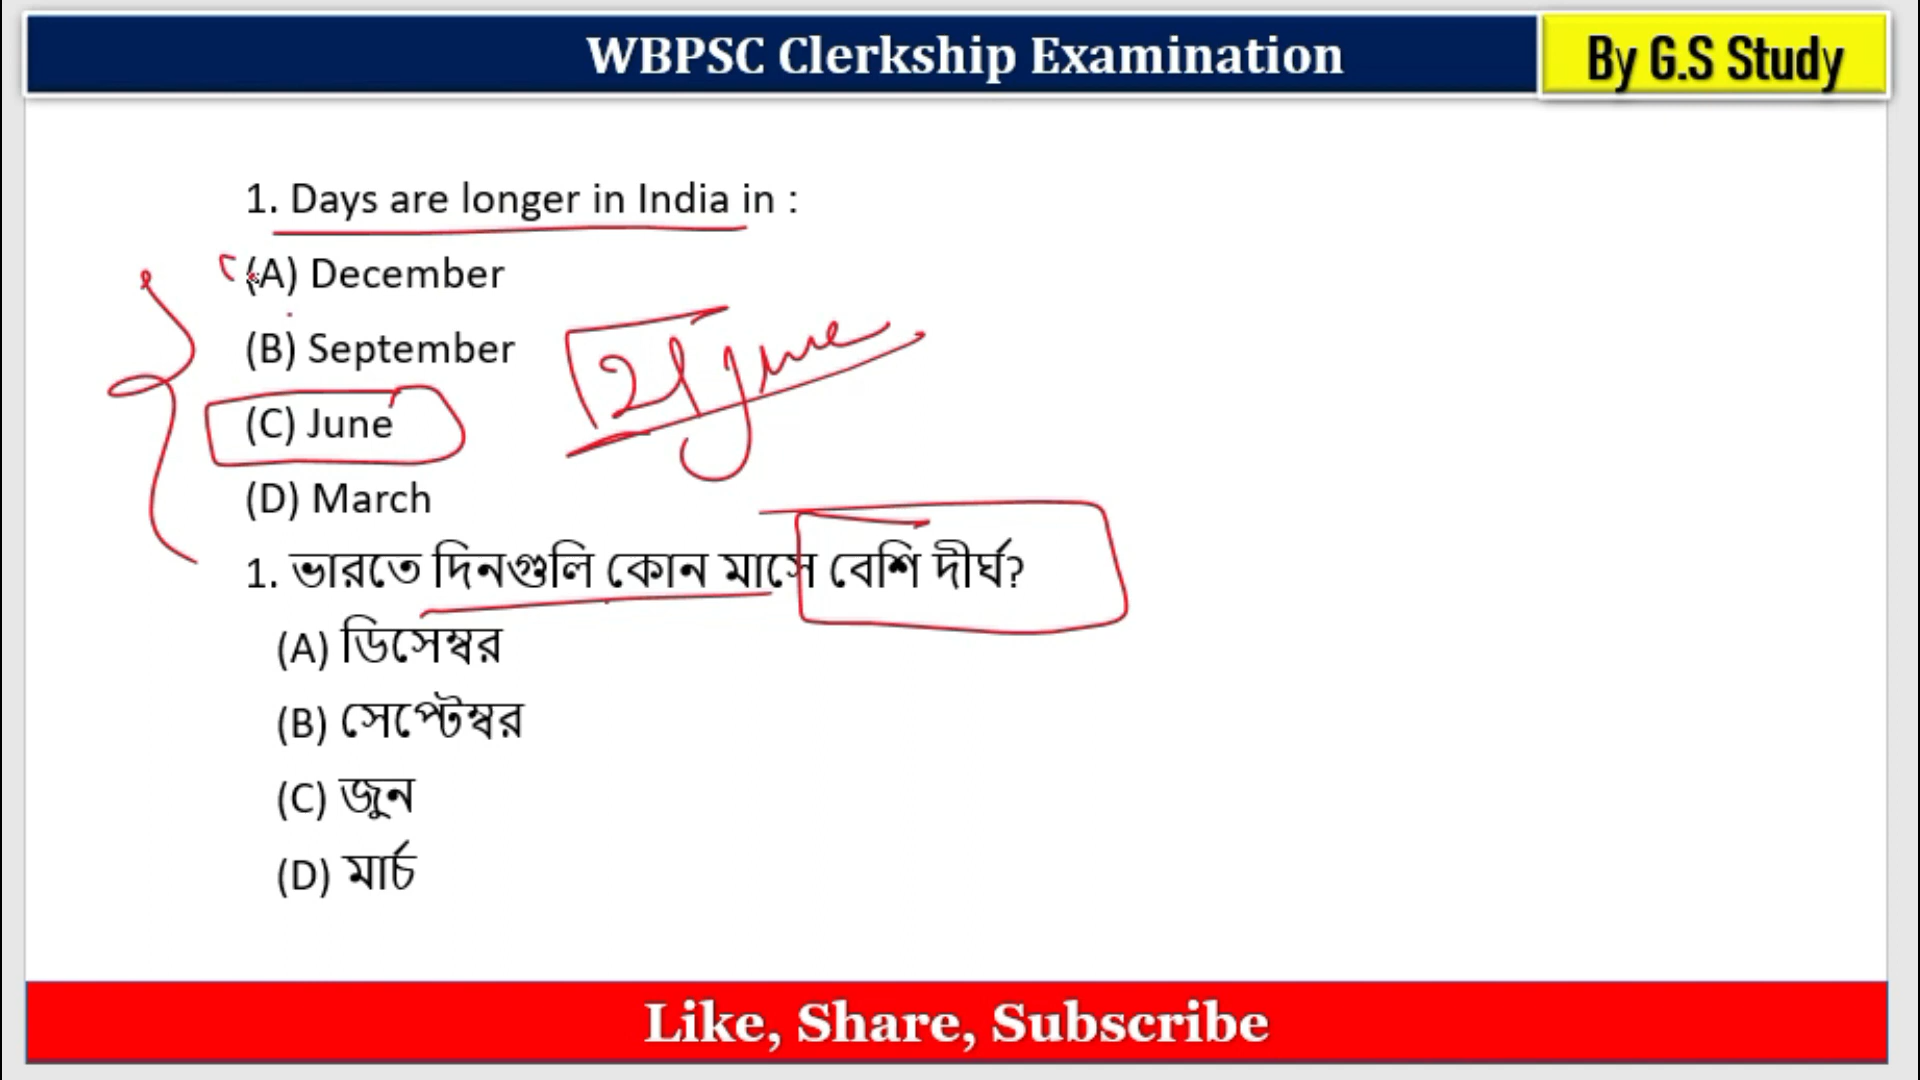 WBPSC Clerkship Examination
By G.S Study
1. Days are longer in India in :
(A) December
(B) September
21 June
(C) June
(D) March
1. ভারতে দিনগুলি কোন মাসে বেশি দীর্ঘ?
(A) ডিসেম্বর
(B) সেপ্টেম্বর
(C) জুন
(D) মার্চ
Like, Share, Subscribe